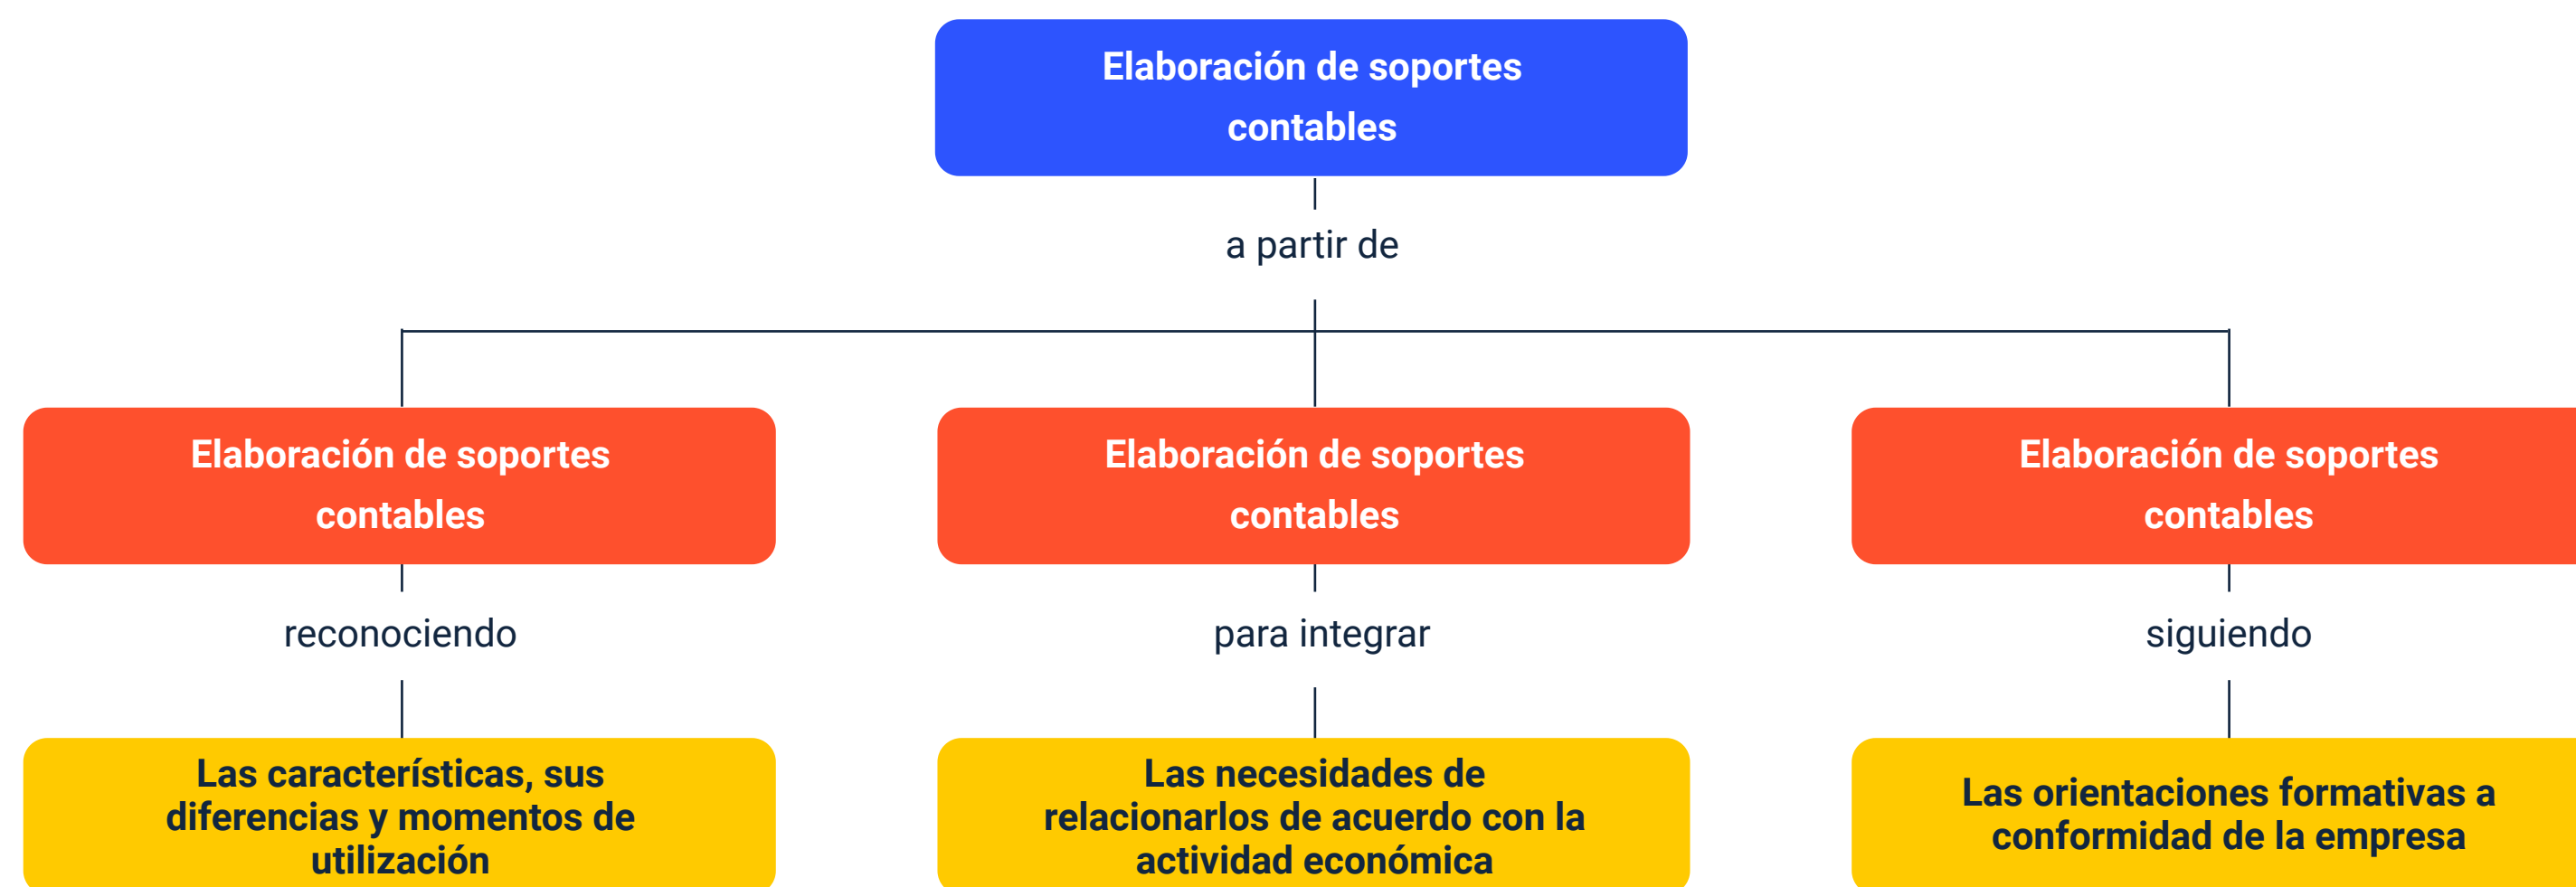 Elaboración de soportes
contables
a partir de
Elaboración de soportes
contables
Elaboración de soportes
contables
Elaboración de soportes
contables
reconociendo
para integrar
siguiendo
Las características, sus
diferencias y momentos de
utilización
Las necesidades de
relacionarlos de acuerdo con la
actividad económica
Las orientaciones formativas a
conformidad de la empresa